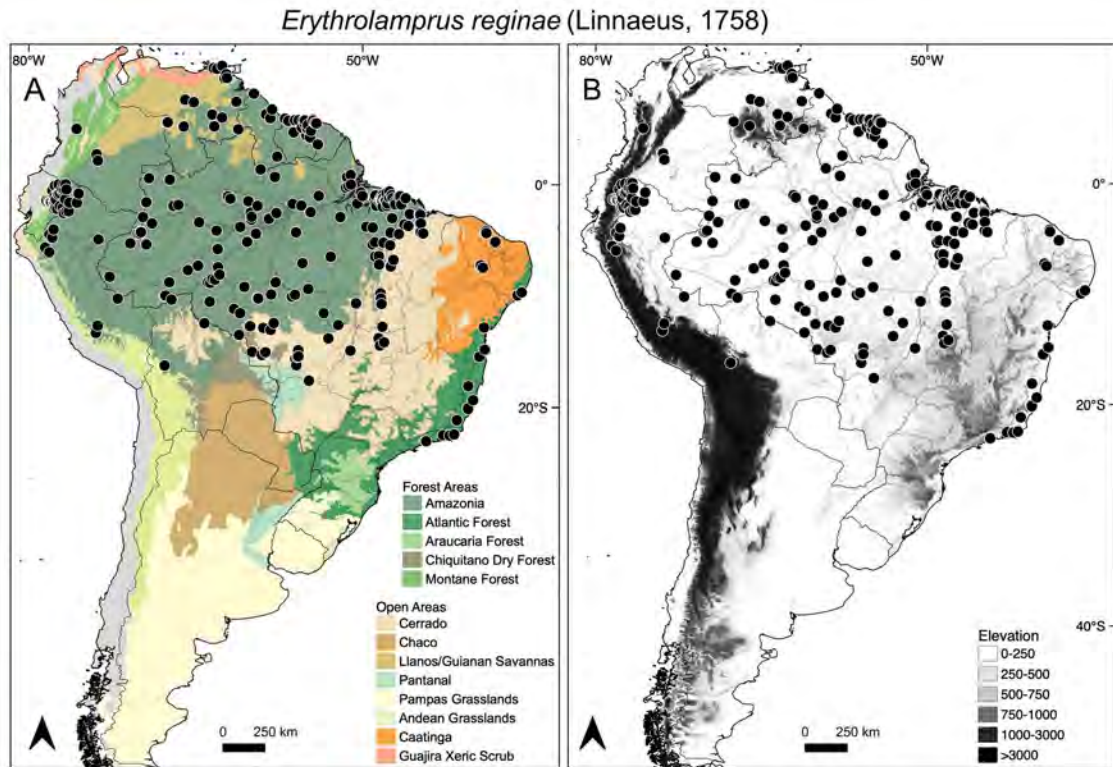 Erythrolamprus reginae (Linnaeus, 1758)
80°W
50°W
A
0°
20°S
Forest Areas
Amazonia
Atlantic Forest
Araucaria Forest
Chiquitano Dry Forest
Montane Forest
Open Areas
Cerrado
Chaco
Llanos/Guianan Savannas
Pantanal
Pampas Grasslands
Andean Grasslands
Caatinga
Guajira Xeric Scrub
0 250 km
80°W
50°W
B
0°
20°S
40°S
Elevation
0-250
250-500
500-750
750-1000
1000-3000
>3000
0 250 km